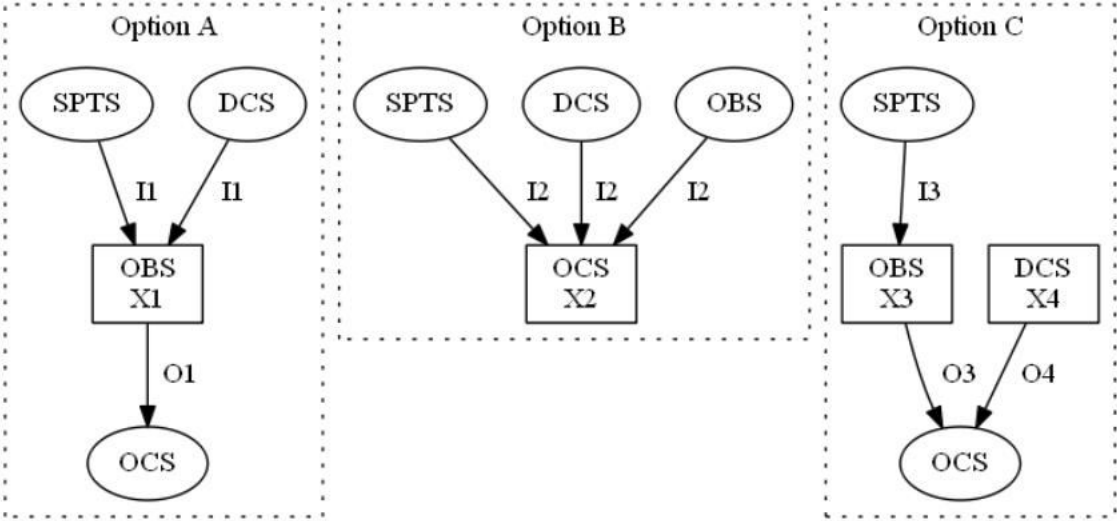 Option A
SPTS
DCS
I1
I1
OBS
X1
O1
OCS
Option B
SPTS
DCS
OBS
I2
I2
I2
OCS
X2
Option C
SPTS
I3
OBS
X3
DCS
X4
O3
O4
OCS